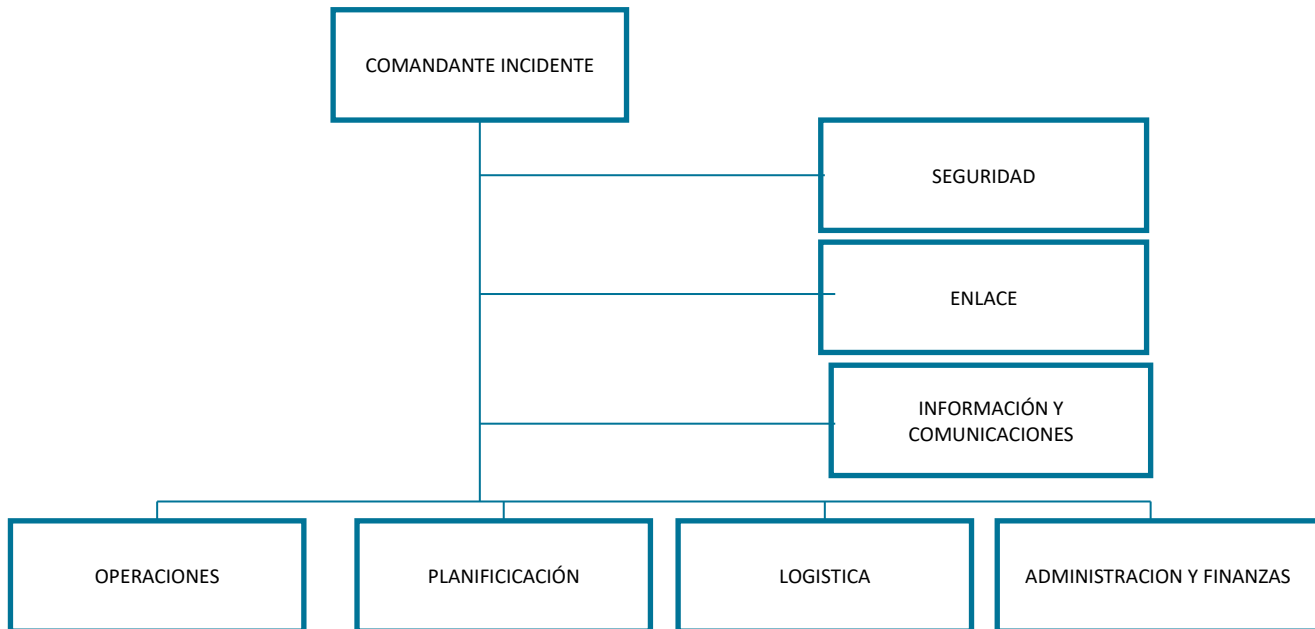 COMANDANTE INCIDENTE
SEGURIDAD
ENLACE
INFORMACIÓN Y
COMUNICACIONES
OPERACIONES
PLANIFICICACIÓN
LOGISTICA
ADMINISTRACION Y FINANZAS